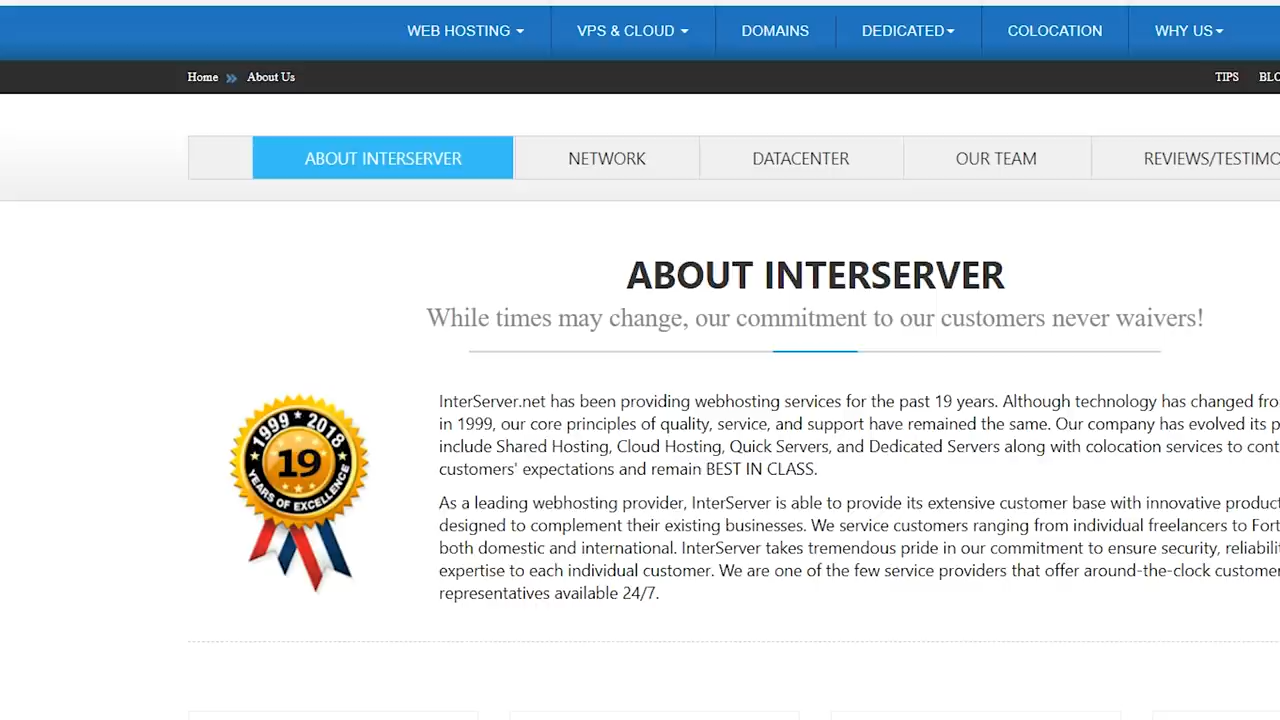 WEB HOSTING VPS & CLOUD DOMAINS DEDICATED COLOCATION WHY US
Home About Us TIPS
ABOUT INTERSERVER NETWORK DATACENTER OUR TEAM
ABOUT INTERSERVER
While times may change, our commitment to our customers never waivers!
InterServer.net has been providing webhosting services for the past 19 years. Although technology has changed
in 1999, our core principles of quality, service, and support have remained the same. Our company has evolved its
include Shared Hosting, Cloud Hosting, Quick Servers, and Dedicated Servers along with colocation services to
customers' expectations and remain BEST IN CLASS.
1999 ★ 2018
19
YEARS OF EXCELLENCE
As a leading webhosting provider, InterServer is able to provide its extensive customer base with innovative
designed to complement their existing businesses. We service customers ranging from individual freelancers to
both domestic and international. InterServer takes tremendous pride in our commitment to ensure security,
expertise to each individual customer. We are one of the few service providers that offer around-the-clock
representatives available 24/7.